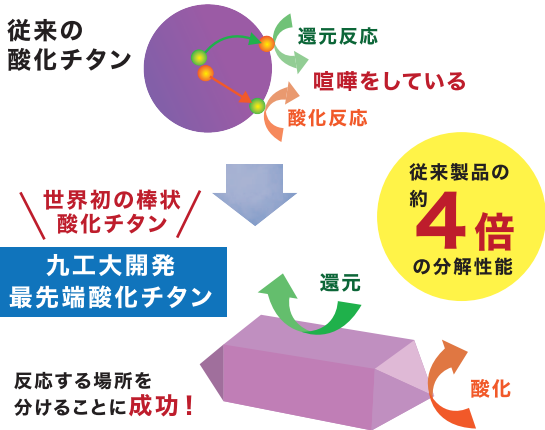 従来の
酸化チタン
還元反応
喧嘩をしている
酸化反応
従来製品の
約4倍
の分解性能
世界初の棒状
酸化チタン
九工大開発
最先端酸化チタン
還元
酸化
反応する場所を
分けることに成功！